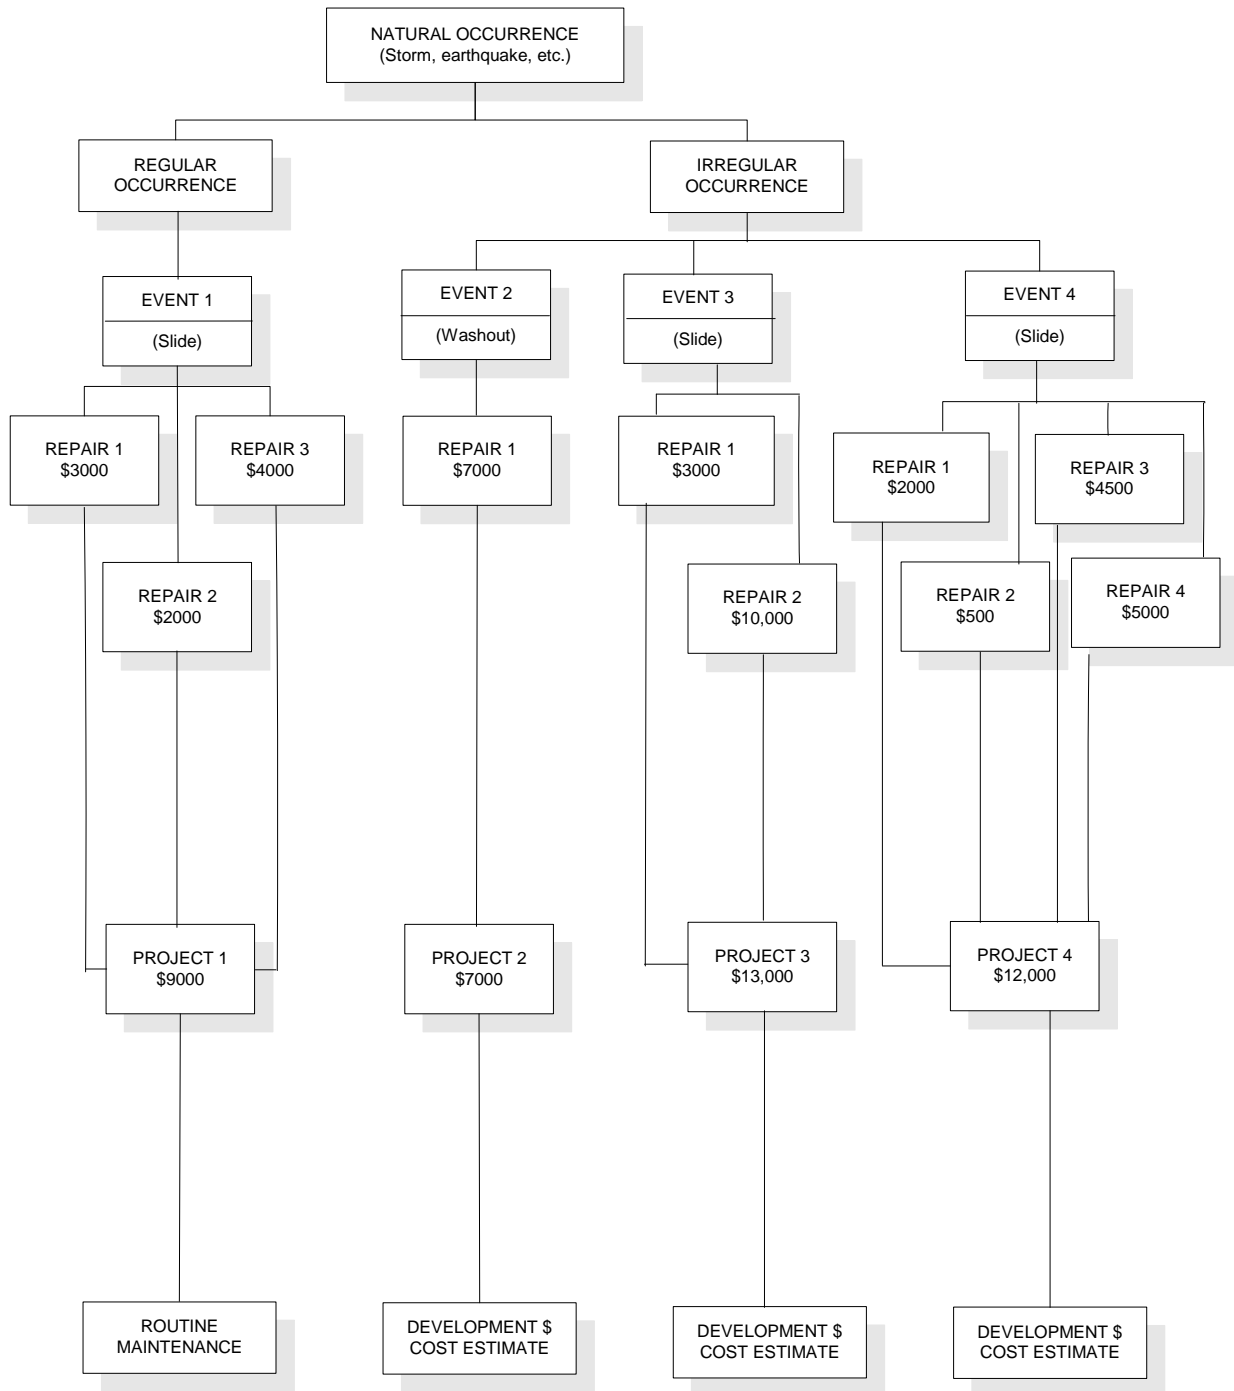 NATURAL OCCURRENCE
(Storm, earthquake, etc.)
REGULAR
OCCURRENCE
IRREGULAR
OCCURRENCE
EVENT 1
(Slide)
EVENT 2
(Washout)
EVENT 3
(Slide)
EVENT 4
(Slide)
REPAIR 1
$3000
REPAIR 3
$4000
REPAIR 1
$7000
REPAIR 1
$3000
REPAIR 1
$2000
REPAIR 3
$4500
REPAIR 2
$2000
REPAIR 2
$10,000
REPAIR 2
$500
REPAIR 4
$5000
PROJECT 1
$9000
PROJECT 2
$7000
PROJECT 3
$13,000
PROJECT 4
$12,000
ROUTINE
MAINTENANCE
DEVELOPMENT $
COST ESTIMATE
DEVELOPMENT $
COST ESTIMATE
DEVELOPMENT $
COST ESTIMATE